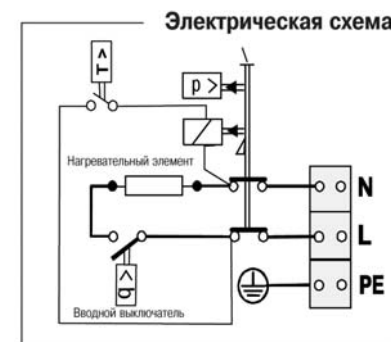 Электрическая схема
T >
p >
Нагревательный элемент
N
L
q >
PE
Вводной выключатель